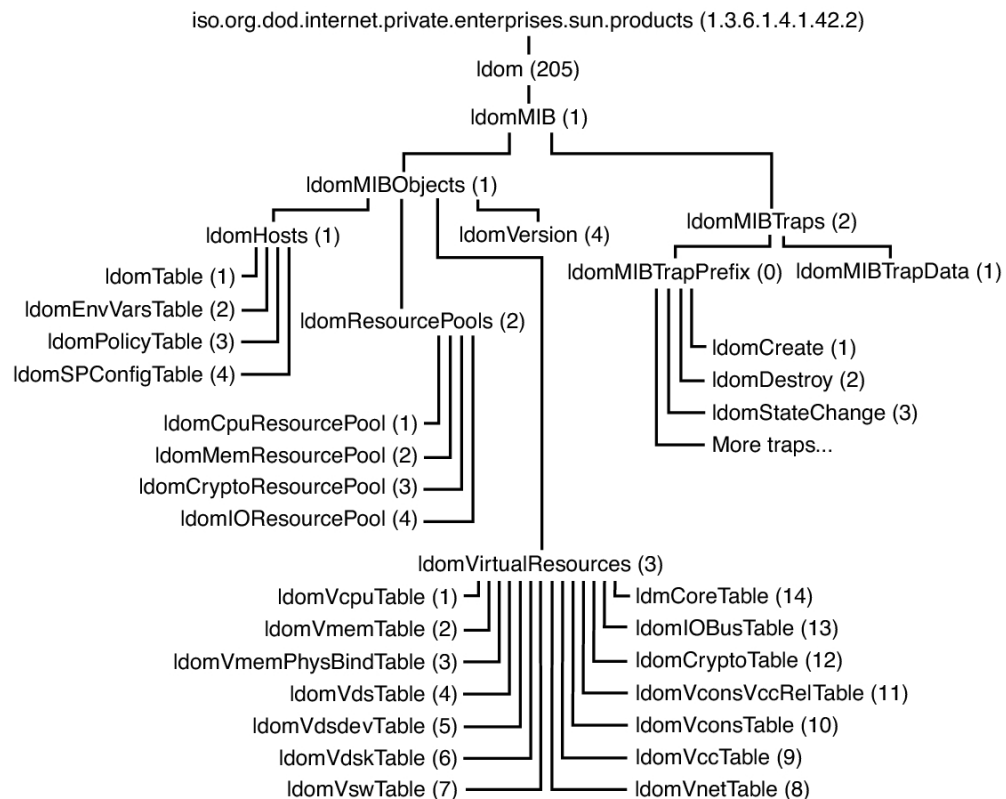 iso.org.dod.internet.private.enterprises.sun.products (1.3.6.1.4.1.42.2)
ldom (205)
ldomMIB (1)
ldomMIBObjects (1)
ldomMIBTraps (2)
ldomHosts (1)
ldomVersion (4)
ldomMIBTrapPrefix (0)
ldomMIBTrapData (1)
ldomTable (1)
ldomEnvVarsTable (2)
ldomPolicyTable (3)
ldomSPConfigTable (4)
ldomResourcePools (2)
ldomCreate (1)
ldomDestroy (2)
ldomStateChange (3)
More traps...
ldomCpuResourcePool (1)
ldomMemResourcePool (2)
ldomCryptoResourcePool (3)
ldomIOResourcePool (4)
ldomVirtualResources (3)
ldomVcpuTable (1)
ldomVmemTable (2)
ldomVmemPhysBindTable (3)
ldomVdsTable (4)
ldomVdsdevTable (5)
ldomVdskTable (6)
ldomVswTable (7)
ldmCoreTable (14)
ldomIOBusTable (13)
ldomCryptoTable (12)
ldomVconsVccRelTable (11)
ldomVconsTable (10)
ldomVccTable (9)
ldomVnetTable (8)